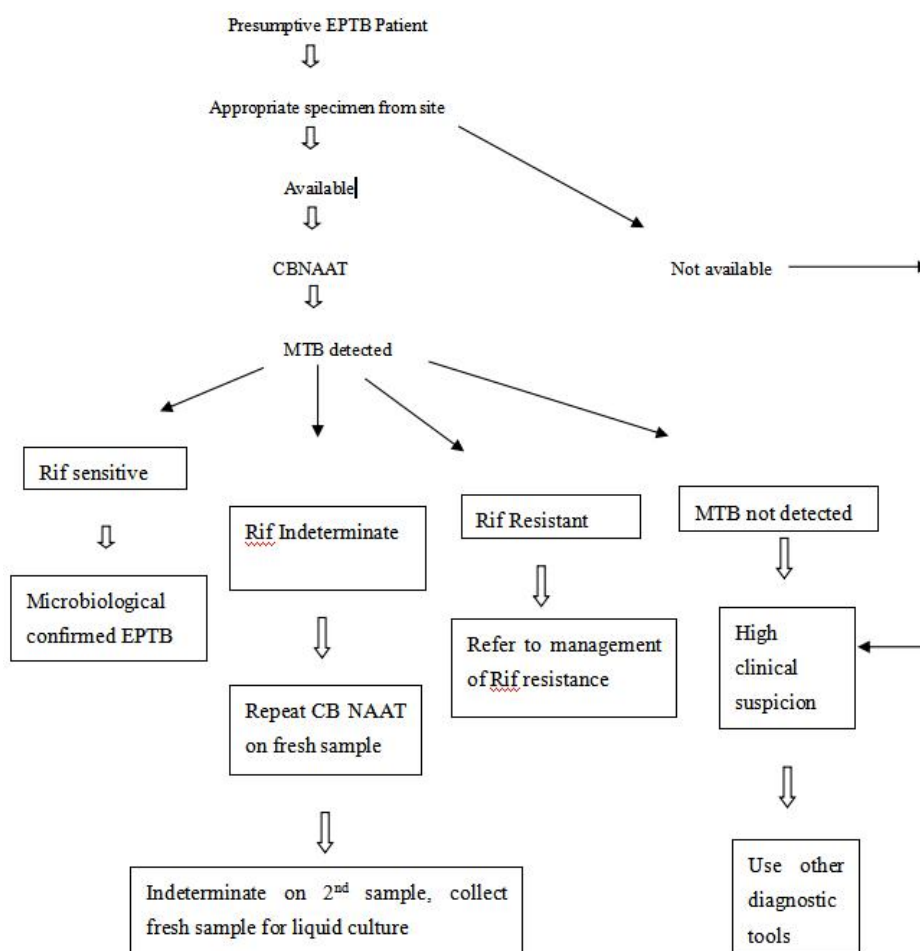 Presumptive EPTB Patient
Appropriate specimen from site
Available
CBNAAT
Not available
MTB detected
Rif sensitive
Rif Indeterminate
Rif Resistant
MTB not detected
Microbiological
confirmed EPTB
Refer to management
of Rif resistance
High
clinical
suspicion
Repeat CB NAAT
on fresh sample
Indeterminate on 2nd sample, collect
fresh sample for liquid culture
Use other
diagnostic
tools